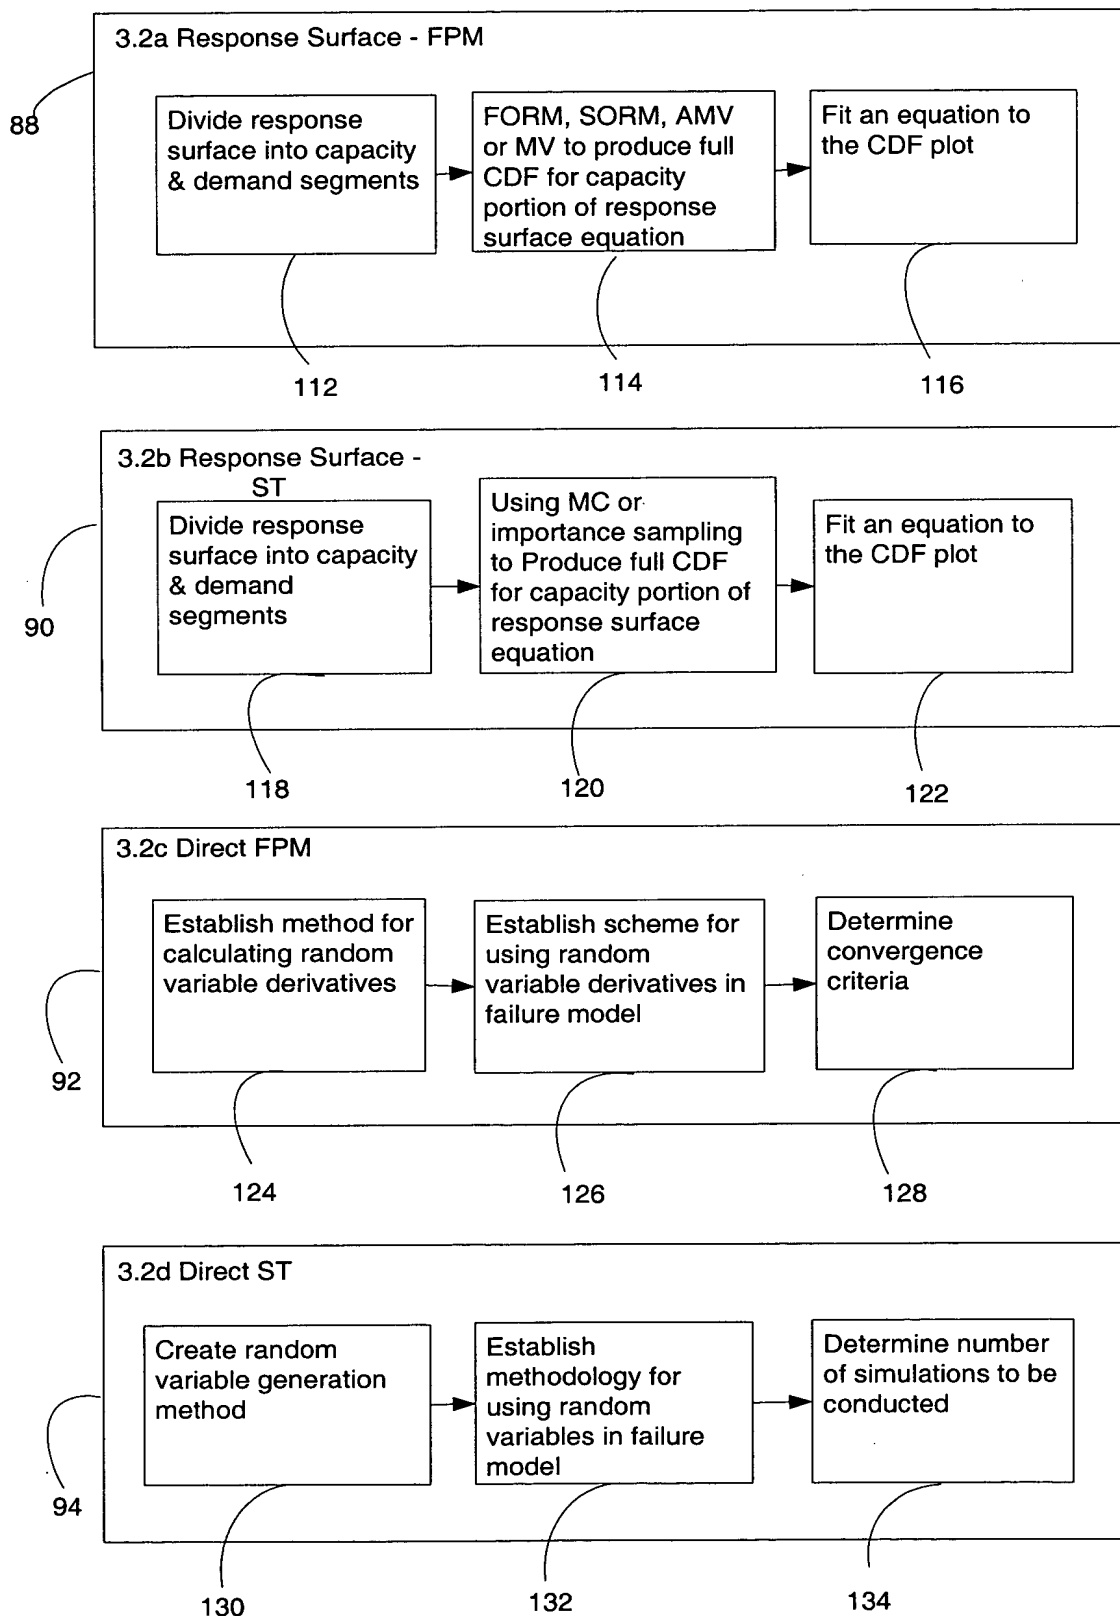 3.2a Response Surface - FPM
88
Divide response
surface into capacity
& demand segments
FORM, SORM, AMV
or MV to produce full
CDF for capacity
portion of response
surface equation
Fit an equation to
the CDF plot
112
114
116
3.2b Response Surface -
ST
90
Divide response
surface into capacity
& demand
segments
Using MC or
importance sampling
to Produce full CDF
for capacity portion of
response surface
equation
Fit an equation to
the CDF plot
118
120
122
3.2c Direct FPM
92
Establish method for
calculating random
variable derivatives
Establish scheme for
using random
variable derivatives in
failure model
Determine
convergence
criteria
124
126
128
3.2d Direct ST
94
Create random
variable generation
method
Establish
methodology for
using random
variables in failure
model
Determine number
of simulations to be
conducted
130
132
134